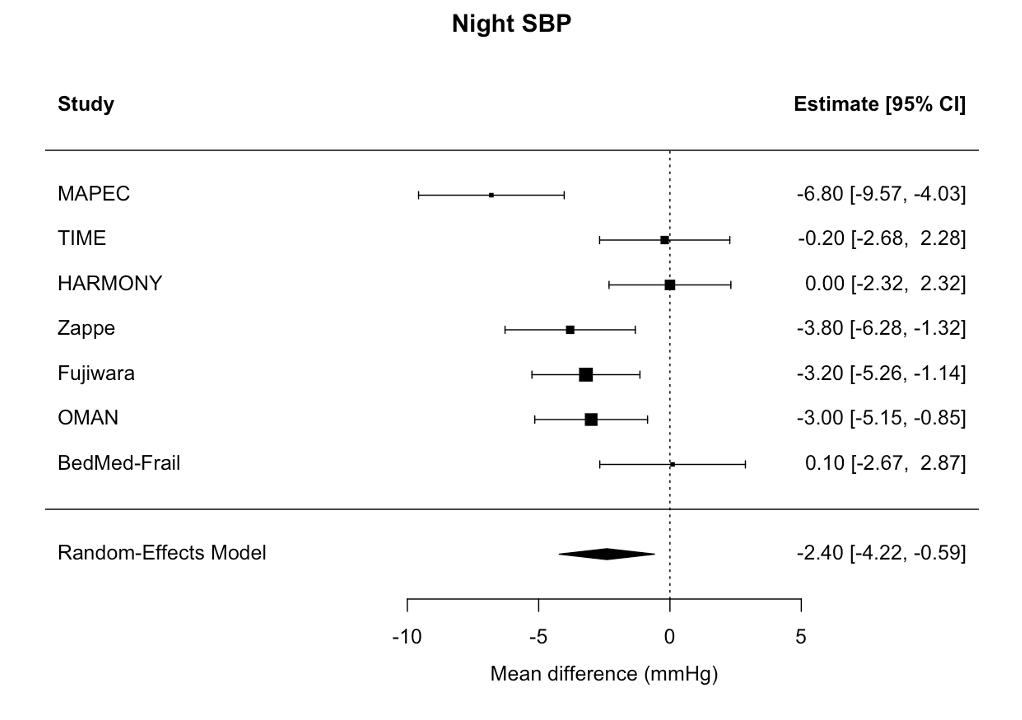 Night SBP
Study Estimate [95% CI]
MAPEC -6.80 [-9.57, -4.03]
TIME -0.20 [-2.68, 2.28]
HARMONY 0.00 [-2.32, 2.32]
Zappe -3.80 [-6.28, -1.32]
Fujiwara -3.20 [-5.26, -1.14]
OMAN -3.00 [-5.15, -0.85]
BedMed-Frail 0.10 [-2.67, 2.87]
Random-Effects Model -2.40 [-4.22, -0.59]
-10 -5 0 5
Mean difference (mmHg)